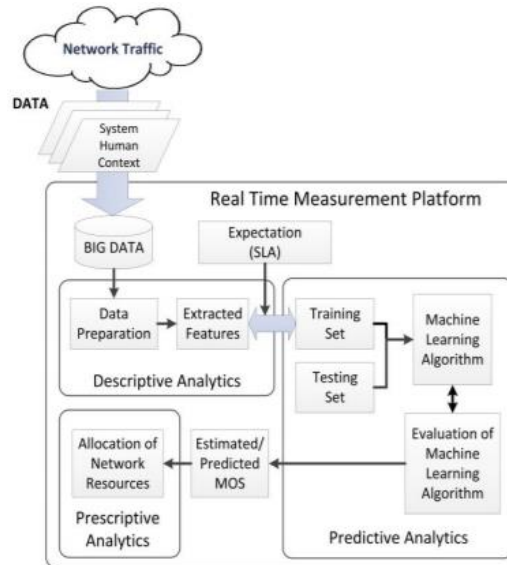 Network Traffic
DATA
System
Human
Context
Real Time Measurement Platform
BIG DATA
Expectation
(SLA)
Data
Preparation
Extracted
Features
Descriptive Analytics
Training
Set
Testing
Set
Machine
Learning
Algorithm
Evaluation of
Machine
Learning
Algorithm
Predictive Analytics
Estimated/
Predicted
MOS
Allocation of
Network
Resources
Prescriptive
Analytics